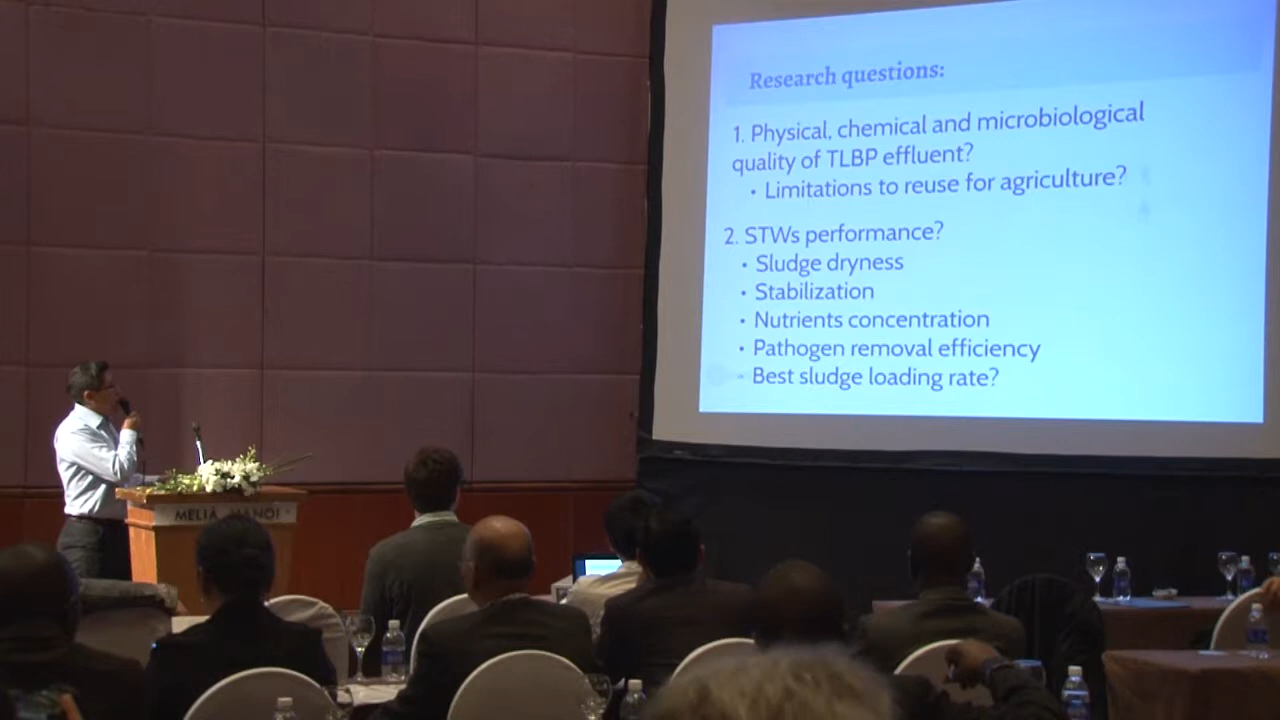 Research questions:
1. Physical, chemical and microbiological
quality of TLBP effluent?
• Limitations to reuse for agriculture?
2. STWs performance?
• Sludge dryness
• Stabilization
• Nutrients concentration
• Pathogen removal efficiency
- Best sludge loading rate?
MELIÁ HANOI